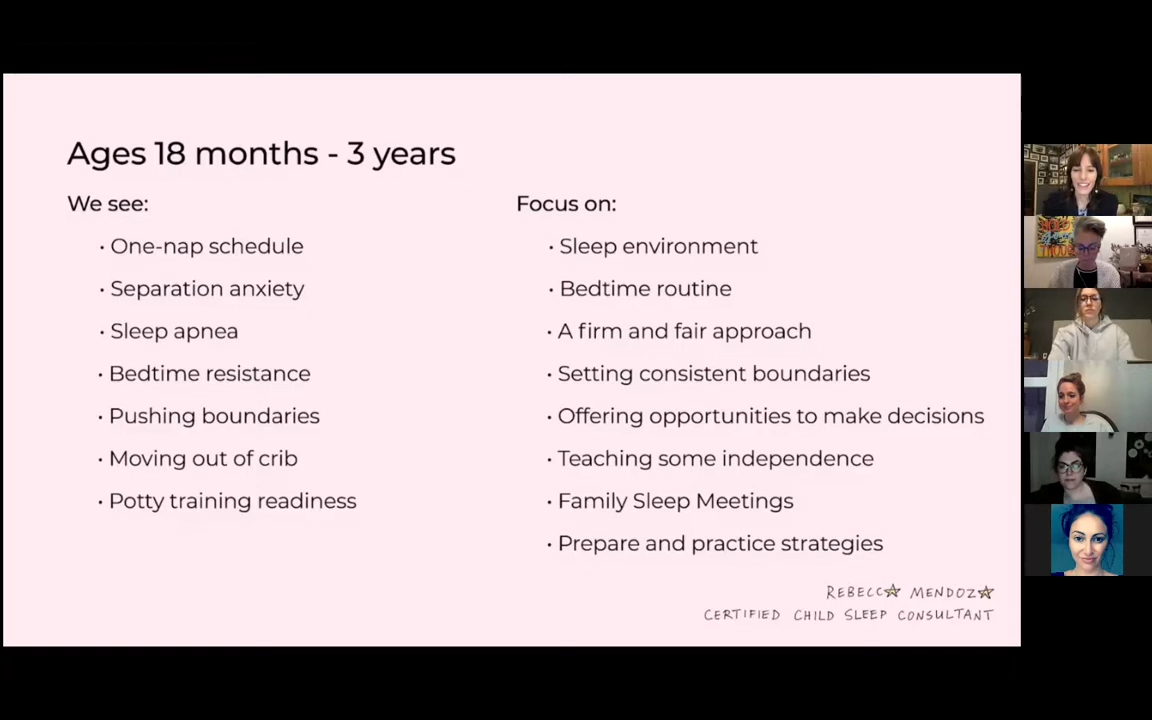 Ages 18 months - 3 years
We see:
• One-nap schedule
• Separation anxiety
• Sleep apnea
• Bedtime resistance
• Pushing boundaries
• Moving out of crib
• Potty training readiness
Focus on:
• Sleep environment
• Bedtime routine
• A firm and fair approach
• Setting consistent boundaries
• Offering opportunities to make decisions
• Teaching some independence
• Family Sleep Meetings
• Prepare and practice strategies
REBECCA MENDOZA
CERTIFIED CHILD SLEEP CONSULTANT